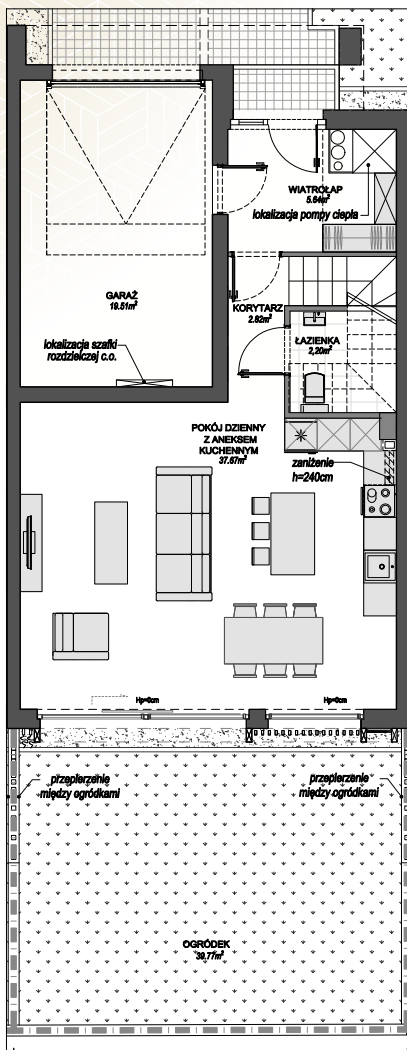 WIATROŁAP
5.64m²
lokalizacja pompy ciepła
GARAŻ
19.51m²
KORYTARZ
2.82m²
ŁAZIENKA
2,20m²
lokalizacja szafki
rozdzielczej c.o.
POKÓJ DZIENNY
Z ANEKSEM
KUCHENNYM
37.67m²
zaniżenie
h=240cm
Hp=0cm
Hp=0cm
przepierzenie
między ogródkami
przepierzenie
między ogródkami
OGRÓDEK
39.77m²